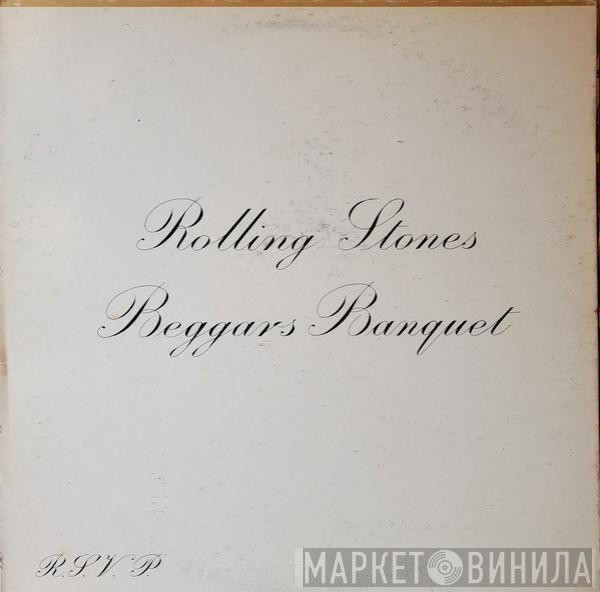 Rolling Stones
Beggars Banquet
R.S.V.P.
МАРКЕТ ВИНИЛА